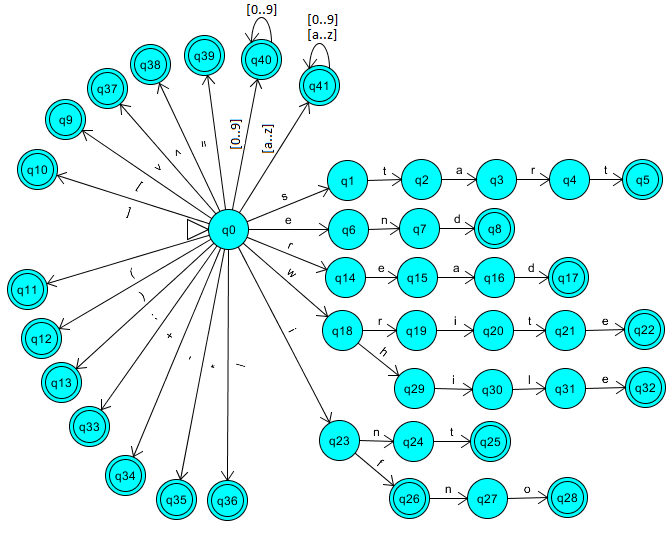 [0..9]
[0..9]
[a..z]
q38
q39
q40
q41
q37
q9
q10
v
^
=
[0..9]
[a..z]
[
]
q0
s
q1
t
q2
a
q3
r
q4
t
q5
e
q6
n
q7
d
q8
r
q14
e
q15
a
q16
d
q17
w
q18
r
q19
i
q20
t
q21
e
q22
h
q29
i
q30
l
q31
e
q32
i
q23
n
q24
t
q25
f
q26
n
q27
o
q28
(
q11
)
q12
q13
+
q33
-
q34
*
q35
q36